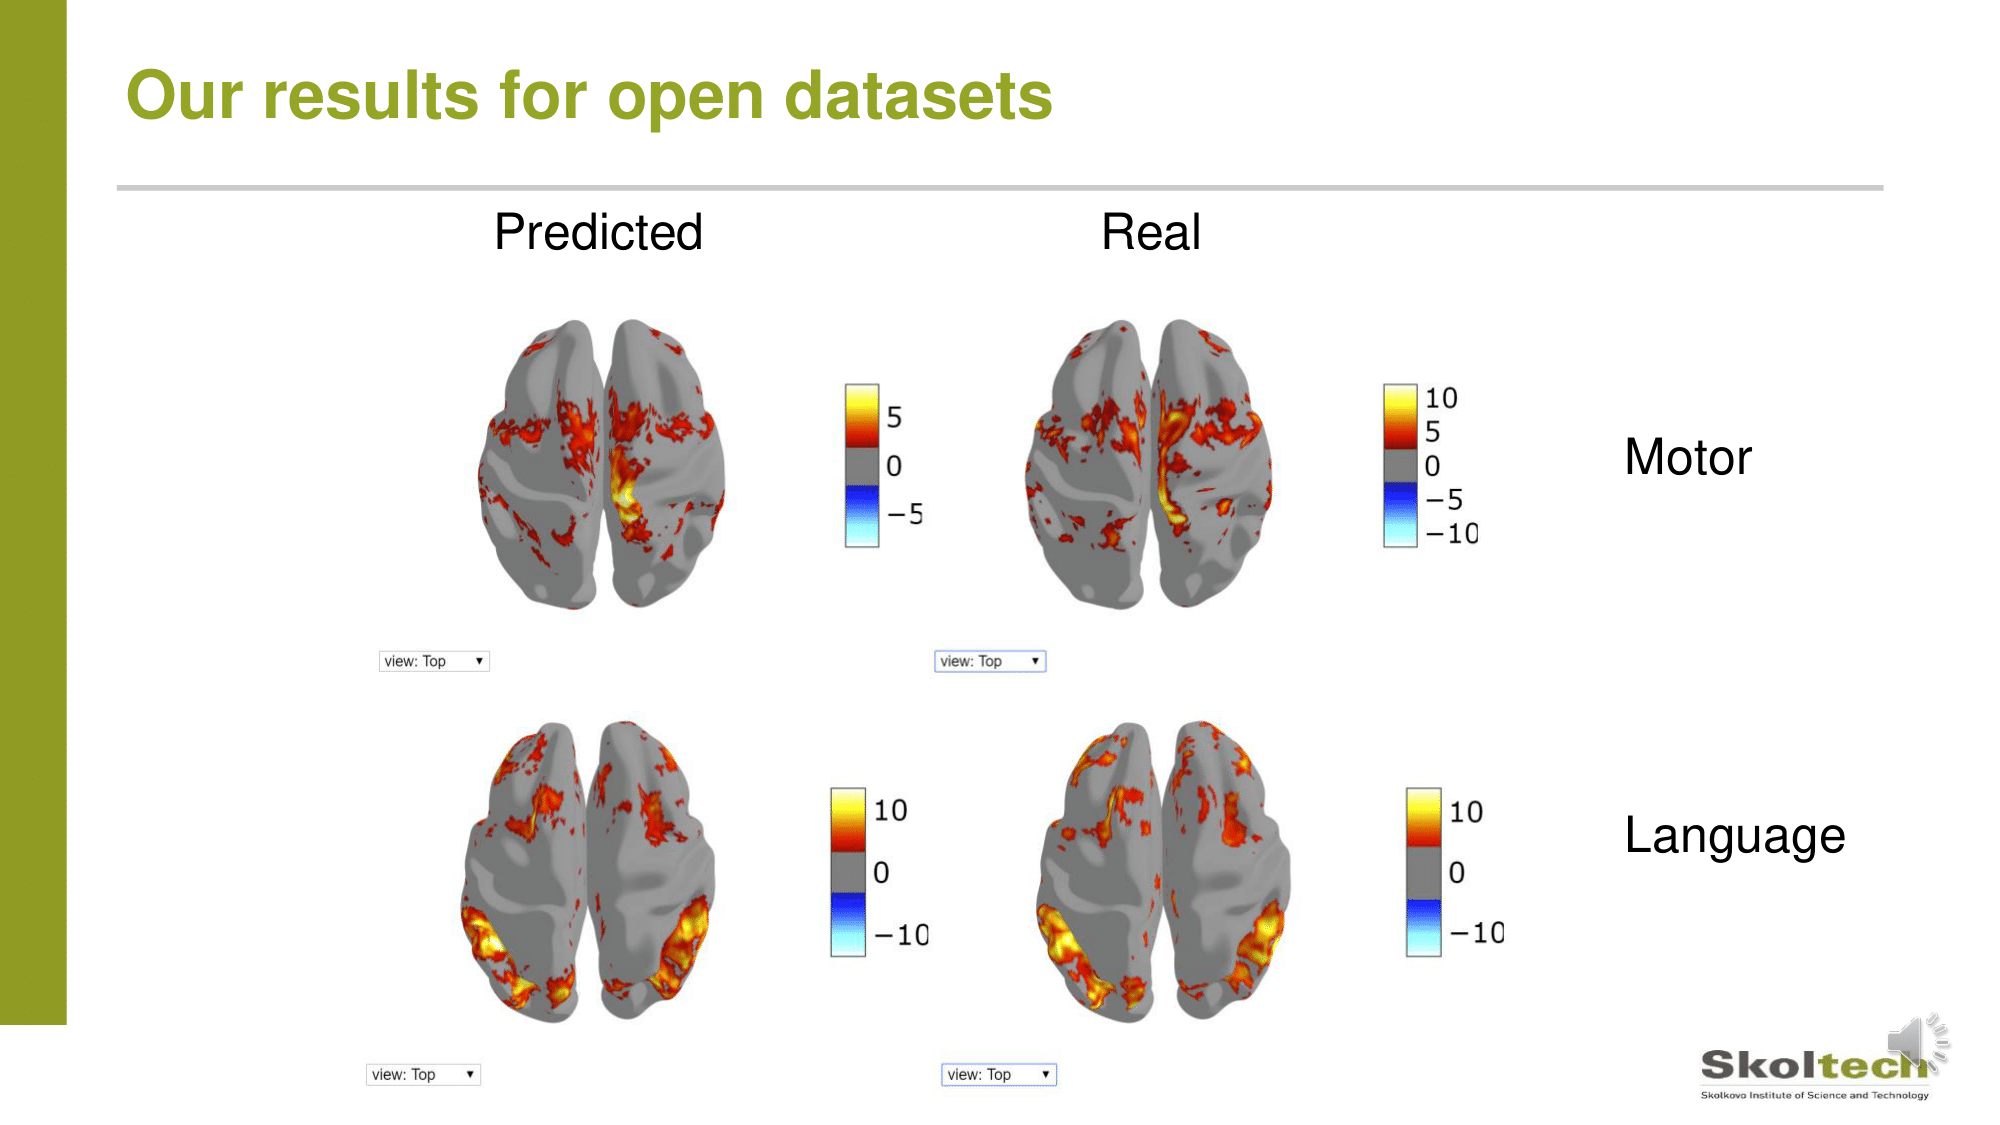 Our results for open datasets
Predicted
Real
5
0
−5
10
5
0
−5
−10
Motor
view: Top
view: Top
10
0
−10
10
0
−10
Language
view: Top
view: Top
Skoltech
Skolkovo Institute of Science and Technology